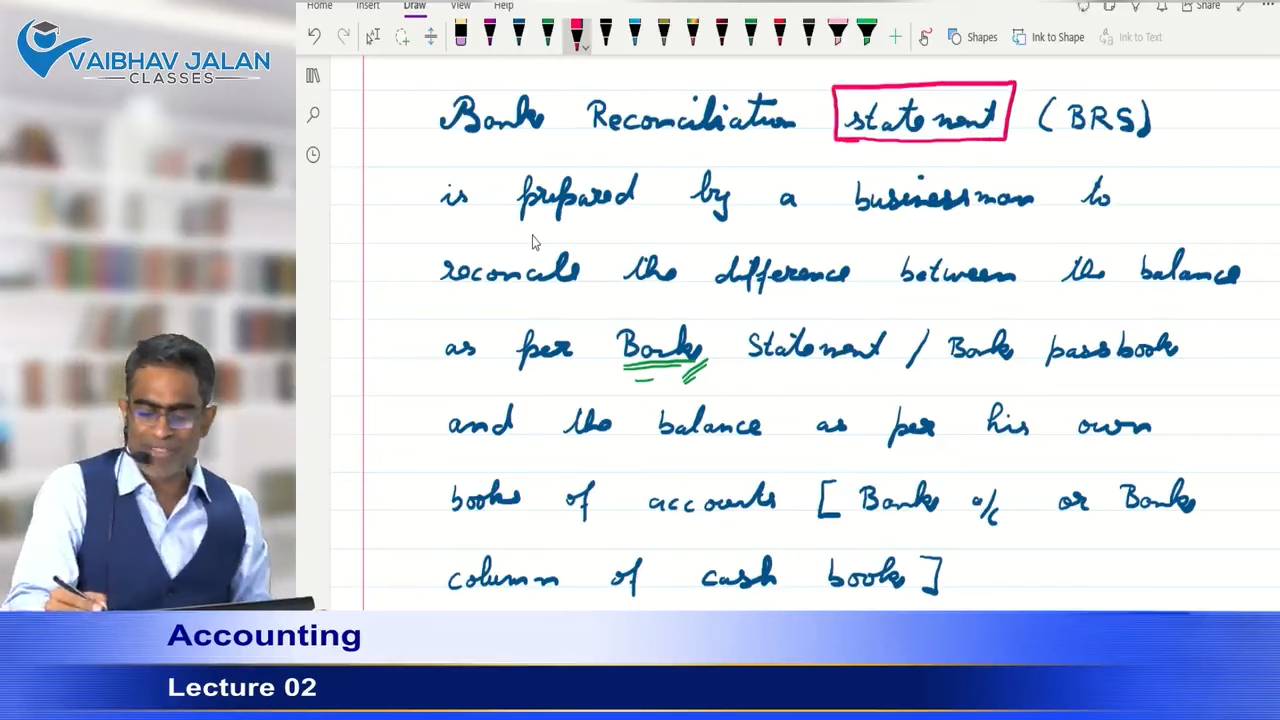 VAIBHAV JALAN
CLASSES
Home Insert Draw View Help
Share
Shapes Ink to Shape Ink to Text
Bank Reconciliation statement (BRS)
is prepared by a businessman to
reconcile the difference between the balance
as per Bank Statement / Bank passbook
and the balance as per his own
books of accounts [ Bank a/c or Bank
column of cash book ]
Accounting
Lecture 02